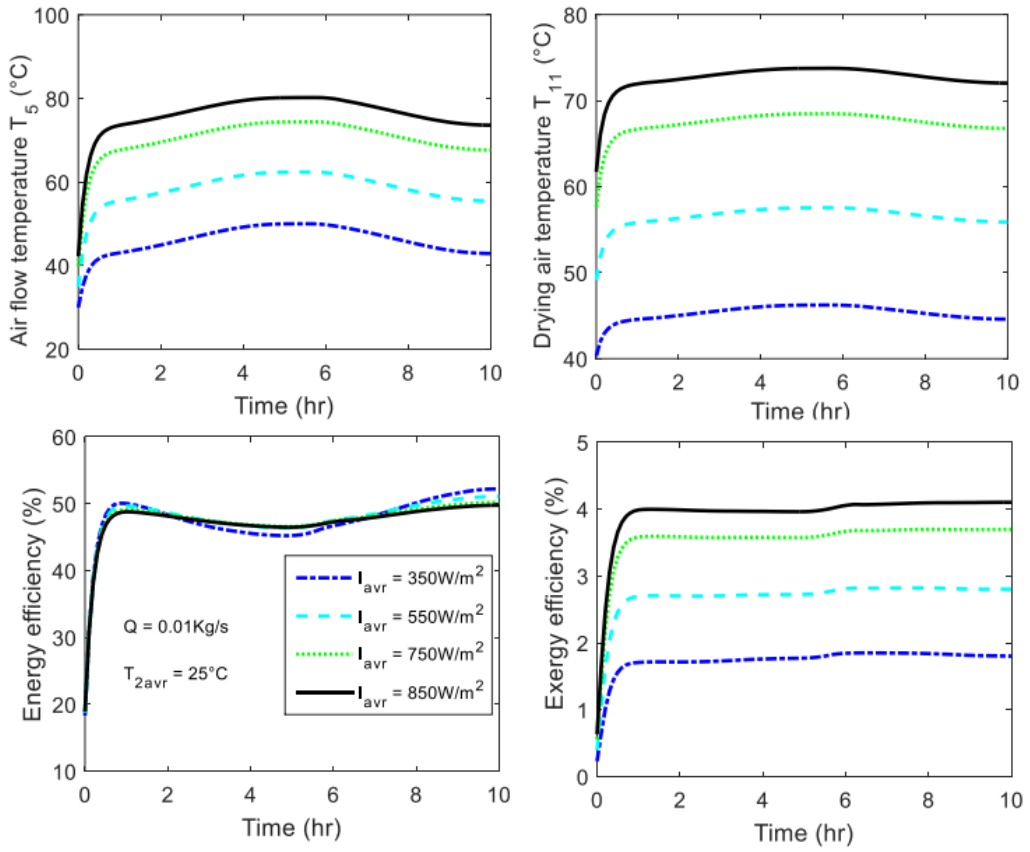 Air flow temperature T5 (°C)
100
80
60
40
20
0 2 4 6 8 10
Time (hr)
Drying air temperature T11 (°C)
80
70
60
50
40
0 2 4 6 8 10
Time (hr)
Energy efficiency (%)
60
50
40
30
20
10
0 2 4 6 8 10
Time (hr)
Q = 0.01Kg/s
T2avr = 25°C
Iavr = 350W/m²
Iavr = 550W/m²
Iavr = 750W/m²
Iavr = 850W/m²
Exergy efficiency (%)
5
4
3
2
1
0
0 2 4 6 8 10
Time (hr)